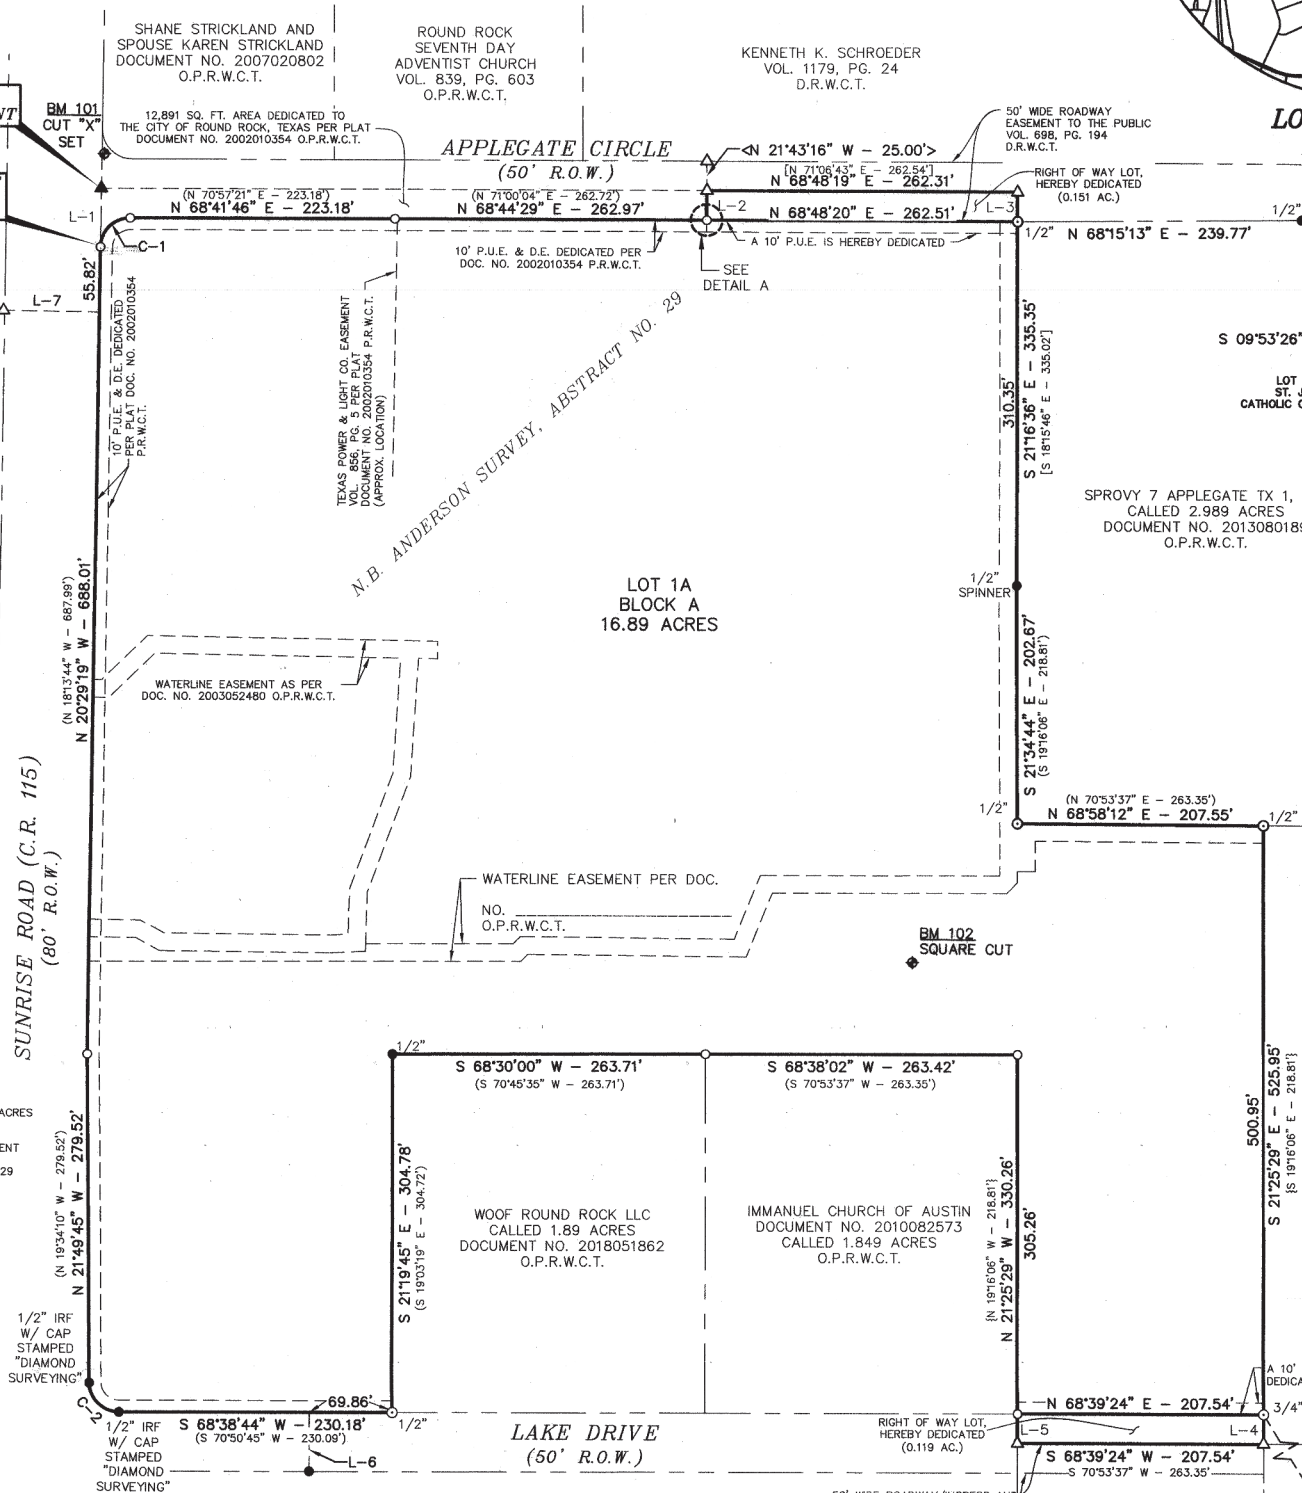 SHANE STRICKLAND AND
SPOUSE KAREN STRICKLAND
DOCUMENT NO. 2007020802
O.P.R.W.C.T.
ROUND ROCK
SEVENTH DAY
ADVENTIST CHURCH
VOL. 839, PG. 603
O.P.R.W.C.T.
KENNETH K. SCHROEDER
VOL. 1179, PG. 24
D.R.W.C.T.
BM 101
CUT "X"
SET
12,891 SQ. FT. AREA DEDICATED TO
THE CITY OF ROUND ROCK, TEXAS PER PLAT
DOCUMENT NO. 2002010354 O.P.R.W.C.T.
50' WIDE ROADWAY
EASEMENT TO THE PUBLIC
VOL. 698, PG. 194
D.R.W.C.T.
LO
APPLEGATE CIRCLE
(50' R.O.W.)
<N 21°43'16" W - 25.00'>
[N 71°06'43" E - 262.54']
N 68°48'19" E - 262.31'
RIGHT OF WAY LOT,
HEREBY DEDICATED
(0.151 AC.)
(N 70°57'21" E - 223.18')
N 68°41'46" E - 223.18'
(N 71°00'04" E - 262.72')
N 68°44'29" E - 262.97'
L-1
L-2
N 68°48'20" E - 262.51'
L-3
1/2"
1/2"
N 68°15'13" E - 239.77'
C-1
10' P.U.E. & D.E. DEDICATED PER
DOC. NO. 2002010354 P.R.W.C.T.
A 10' P.U.E. IS HEREBY DEDICATED
SEE
DETAIL A
55.82'
L-7
10' P.U.E. & D.E. DEDICATED
PER PLAT DOC. NO. 2002010354
P.R.W.C.T.
TEXAS POWER & LIGHT CO. EASEMENT
VOL. 856, PG. 5 PER PLAT
DOCUMENT NO. 2002010354 P.R.W.C.T.
(APPROX. LOCATION)
N.B. ANDERSON SURVEY, ABSTRACT NO. 29
310.35'
S 21°16'36" E - 335.35'
[S 18°15'46" E - 335.02']
S 09°53'26"
LOT
ST. J
CATHOLIC C
SPROVY 7 APPLEGATE TX 1,
CALLED 2.989 ACRES
DOCUMENT NO. 201308018
O.P.R.W.C.T.
LOT 1A
BLOCK A
16.89 ACRES
1/2"
SPINNER
(N 18°13'44" W - 687.99')
N 20°29'19" W - 688.01'
WATERLINE EASEMENT AS PER
DOC. NO. 2003052480 O.P.R.W.C.T.
S 21°34'44" E - 202.67'
(S 19°16'06" E - 218.81')
1/2"
(N 70°53'37" E - 263.35')
N 68°58'12" E - 207.55'
1/2"
SUNRISE ROAD (C.R. 115)
(80' R.O.W.)
WATERLINE EASEMENT PER DOC.
NO.
O.P.R.W.C.T.
BM 102
SQUARE CUT
1/2"
S 68°30'00" W - 263.71'
(S 70°45'35" W - 263.71')
S 68°38'02" W - 263.42'
(S 70°53'37" W - 263.35')
ACRES
ENT
29
(N 19°34'10" W - 279.52')
N 21°49'45" W - 279.52'
S 21°19'45" E - 304.78'
(S 19°03'19" E - 304.72')
WOOF ROUND ROCK LLC
CALLED 1.89 ACRES
DOCUMENT NO. 2018051862
O.P.R.W.C.T.
IMMANUEL CHURCH OF AUSTIN
DOCUMENT NO. 2010082573
CALLED 1.849 ACRES
O.P.R.W.C.T.
{N 19°16'06" W - 218.81'}
N 21°25'29" W - 330.26'
305.26'
500.95'
S 21°25'29" E - 525.95'
{S 19°16'06" E - 218.81'}
1/2" IRF
W/ CAP
STAMPED
"DIAMOND
SURVEYING"
C-2
69.86'
S 68°38'44" W - 230.18'
(S 70°50'45" W - 230.09')
1/2"
1/2" IRF
W/ CAP
STAMPED
"DIAMOND
SURVEYING"
L-6
LAKE DRIVE
(50' R.O.W.)
RIGHT OF WAY LOT,
HEREBY DEDICATED
(0.119 AC.)
N 68°39'24" E - 207.54'
A 10'
DEDICA
3/4"
L-5
L-4
S 68°39'24" W - 207.54'
S 70°53'37" W - 263.35'